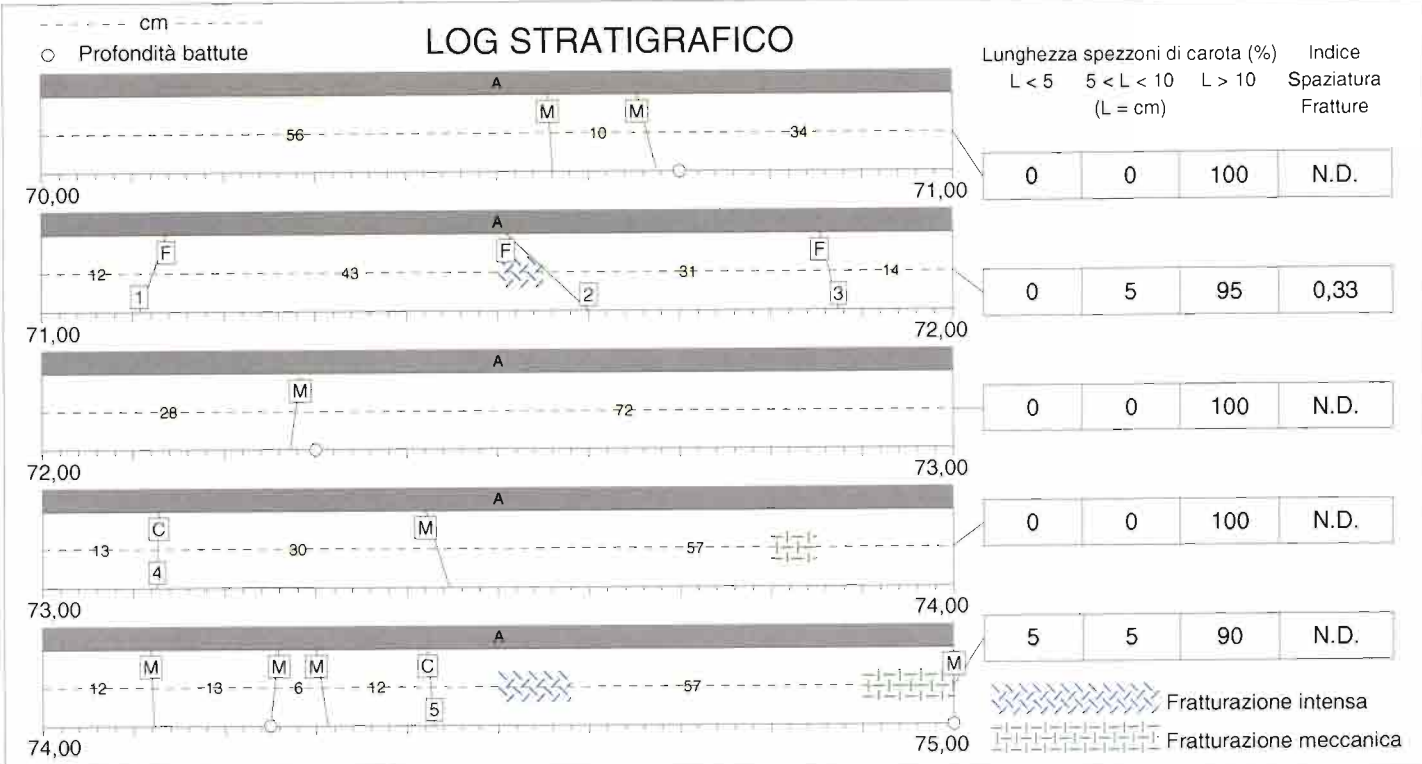 cm
LOG STRATIGRAFICO
Profondità battute
Lunghezza spezzoni di carota (%) Indice
L < 5 5 < L < 10 L > 10 Spaziatura
(L = cm) Fratture
A
M M
56 10 34
70,00 71,00
0 0 100 N.D.
A
F F F
12 43 31 14
1 2 3
71,00 72,00
0 5 95 0,33
A
M
28 72
72,00 73,00
0 0 100 N.D.
A
C M
13 30 57
4
73,00 74,00
0 0 100 N.D.
A
M M M C M
12 13 6 12 57
5
74,00 75,00
5 5 90 N.D.
Fratturazione intensa
Fratturazione meccanica